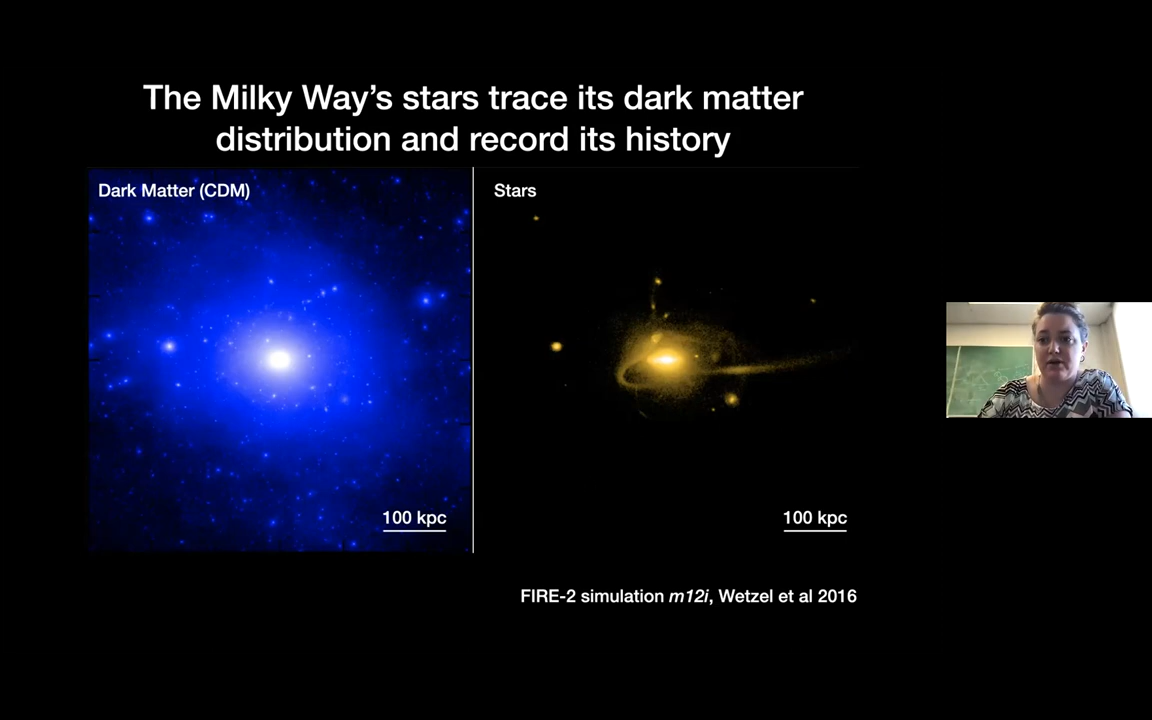 The Milky Way’s stars trace its dark matter
distribution and record its history
Dark Matter (CDM)
Stars
100 kpc
100 kpc
FIRE-2 simulation m12i, Wetzel et al 2016